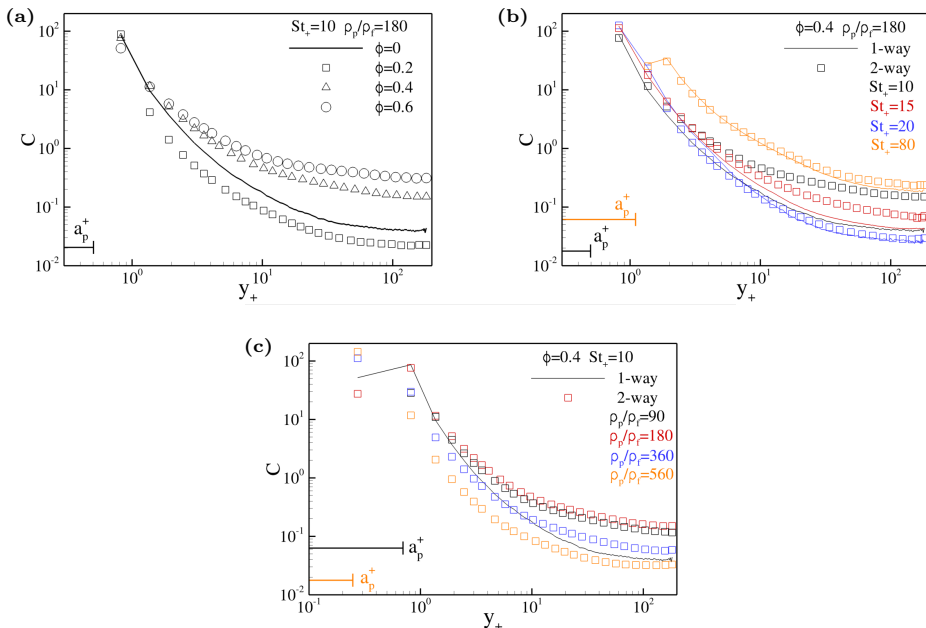 (a)
St+=10 ρp/ρf=180
ϕ=0
ϕ=0.2
ϕ=0.4
ϕ=0.6
10^2
10^1
10^0
10^-1
10^-2
C
ap+
10^0 10^1 10^2
y+
(b)
ϕ=0.4 ρp/ρf=180
1-way
2-way
St+=10
St+=15
St+=20
St+=80
10^2
10^1
10^0
10^-1
10^-2
C
ap+
ap+
10^0 10^1 10^2
y+
(c)
ϕ=0.4 St+=10
1-way
2-way
ρp/ρf=90
ρp/ρf=180
ρp/ρf=360
ρp/ρf=560
10^2
10^1
10^0
10^-1
10^-2
C
ap+
ap+
10^-1 10^0 10^1 10^2
y+